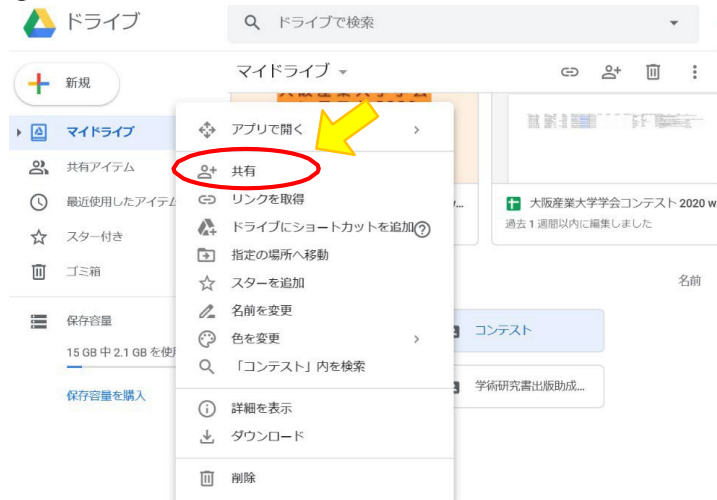 ドライブ
ドライブで検索
新規
マイドライブ
マイドライブ
共有アイテム
最近使用したアイテム
スター付き
ゴミ箱
保存容量
15 GB 中 2.1 GB を使
保存容量を購入
アプリで開く
共有
リンクを取得
ドライブにショートカットを追加
指定の場所へ移動
スターを追加
名前を変更
色を変更
「コンテスト」内を検索
詳細を表示
ダウンロード
削除
大阪産業大学学会コンテスト 2020 w
過去 1 週間以内に編集しました
名前
コンテスト
学術研究書出版助成...